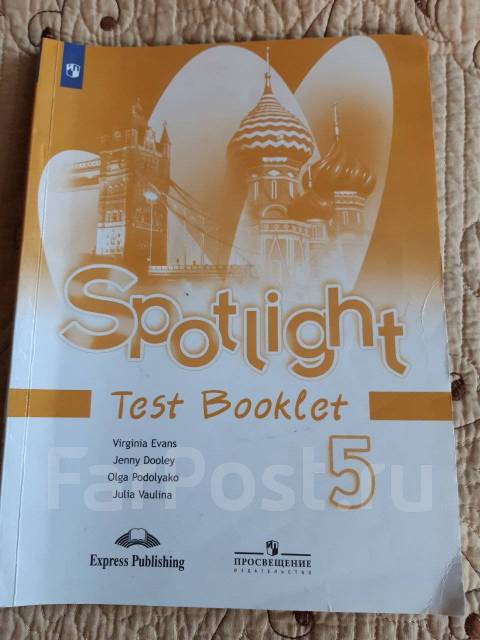 Spotlight
Test Booklet
Virginia Evans
Jenny Dooley
Olga Podolyako
Julia Vaulina
5
FarPost.ru
Express Publishing
ПРОСВЕЩЕНИЕ
ИЗДАТЕЛЬСТВО